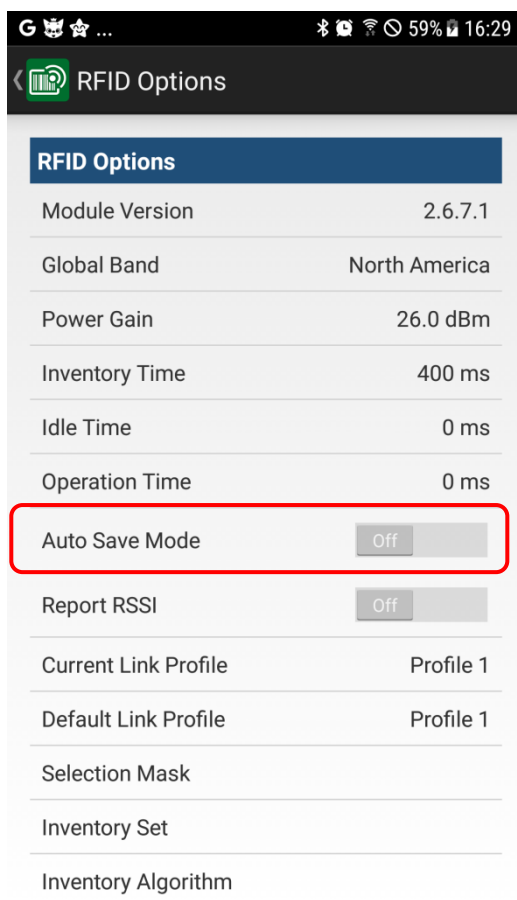 G ... 59% 16:29
RFID Options
RFID Options
Module Version 2.6.7.1
Global Band North America
Power Gain 26.0 dBm
Inventory Time 400 ms
Idle Time 0 ms
Operation Time 0 ms
Auto Save Mode Off
Report RSSI Off
Current Link Profile Profile 1
Default Link Profile Profile 1
Selection Mask
Inventory Set
Inventory Algorithm